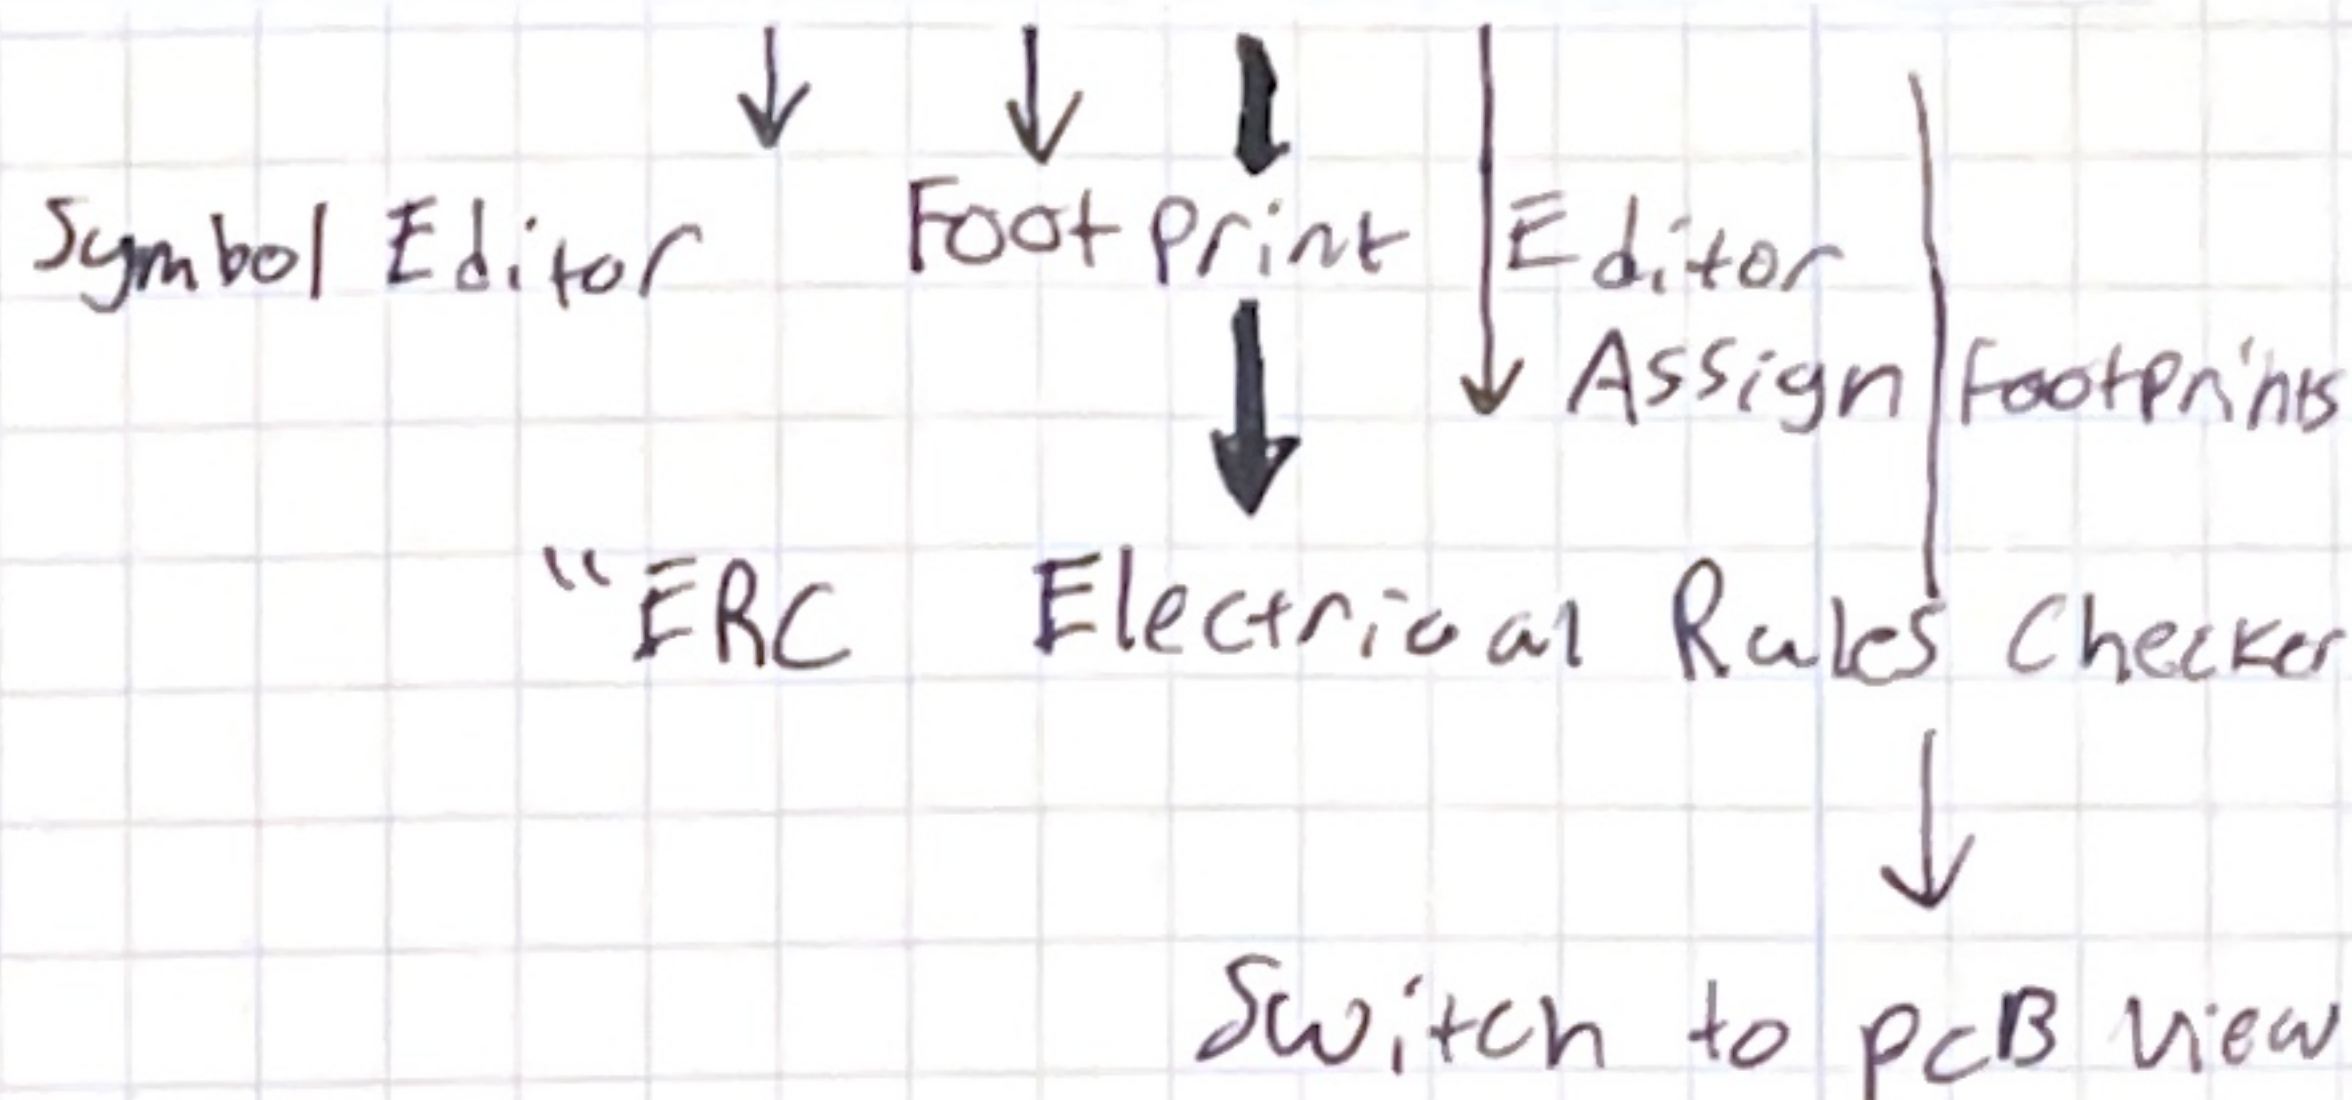 Symbol Editor Footprint Editor
Assign Footprints
"ERC Electrical Rules Checker
Switch to PCB view